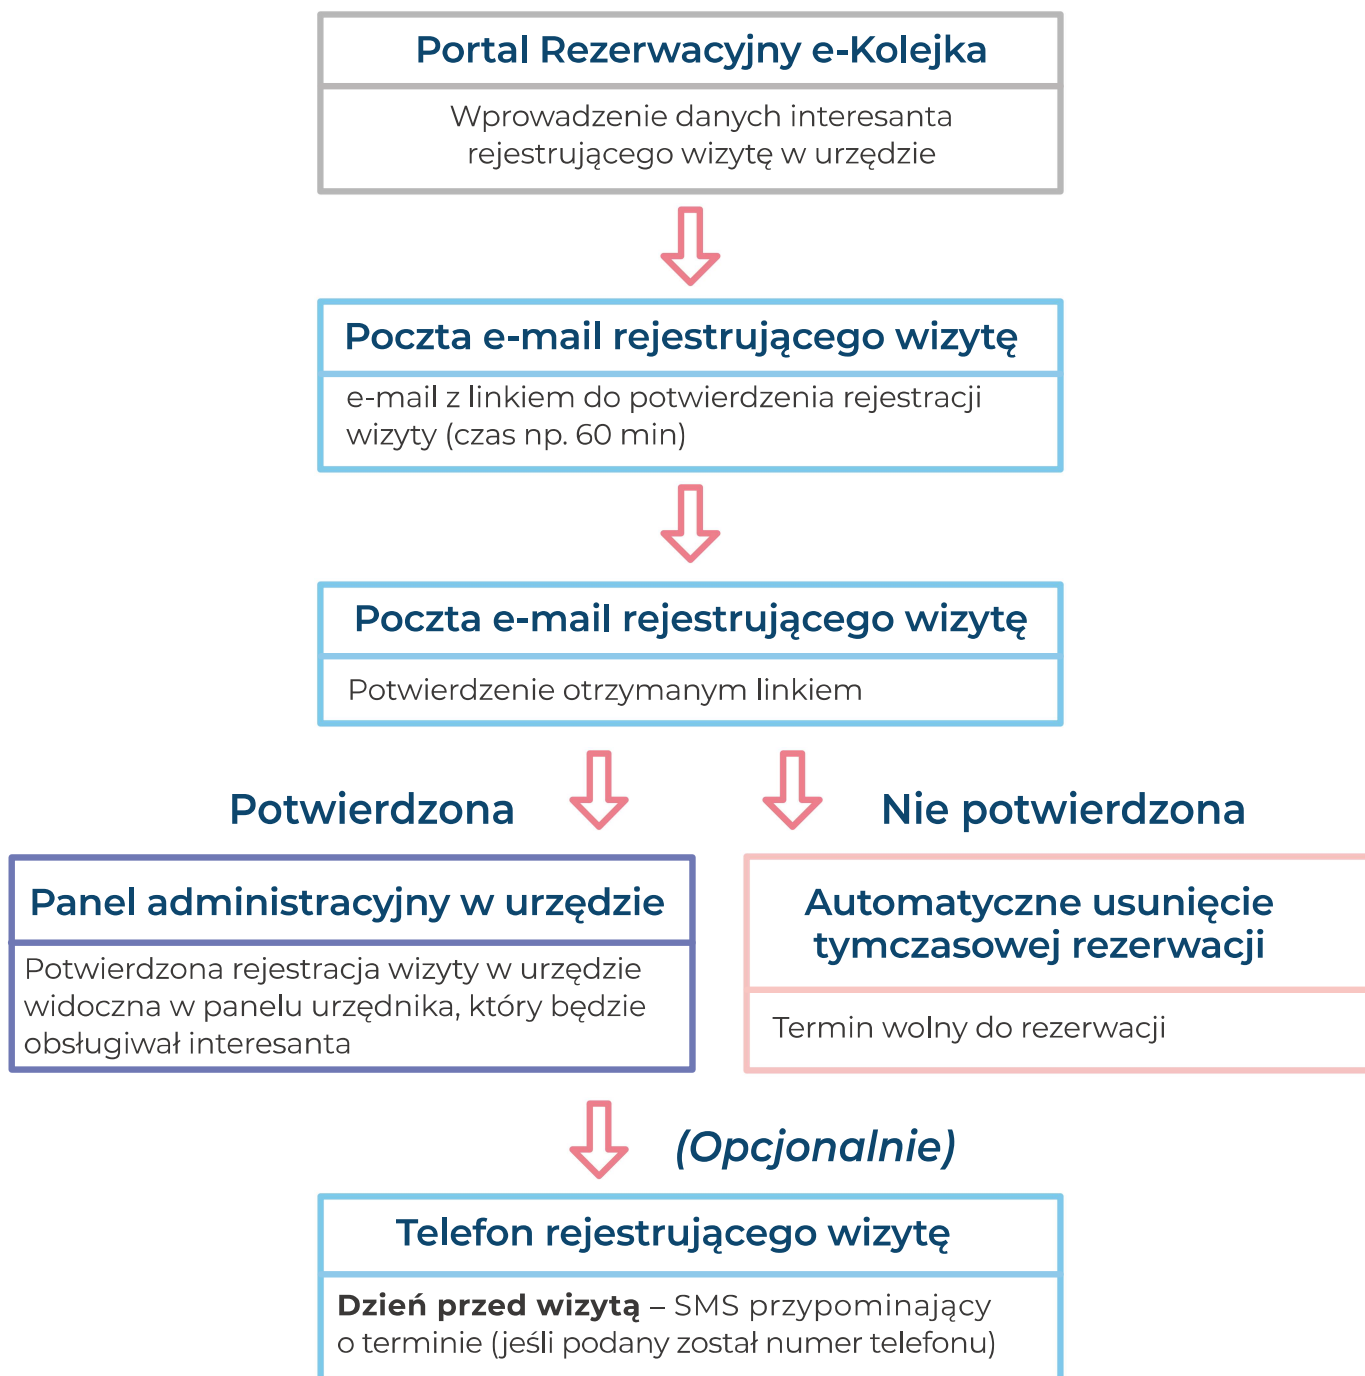 Portal Rezerwacyjny e-Kolejka
Wprowadzenie danych interesanta
rejestrującego wizytę w urzędzie
Poczta e-mail rejestrującego wizytę
e-mail z linkiem do potwierdzenia rejestracji
wizyty (czas np. 60 min)
Poczta e-mail rejestrującego wizytę
Potwierdzenie otrzymanym linkiem
Potwierdzona
Nie potwierdzona
Panel administracyjny w urzędzie
Potwierdzona rejestracja wizyty w urzędzie
widoczna w panelu urzędnika, który będzie
obsługiwał interesanta
Automatyczne usunięcie
tymczasowej rezerwacji
Termin wolny do rezerwacji
(Opcjonalnie)
Telefon rejestrującego wizytę
Dzień przed wizytą – SMS przypominający
o terminie (jeśli podany został numer telefonu)